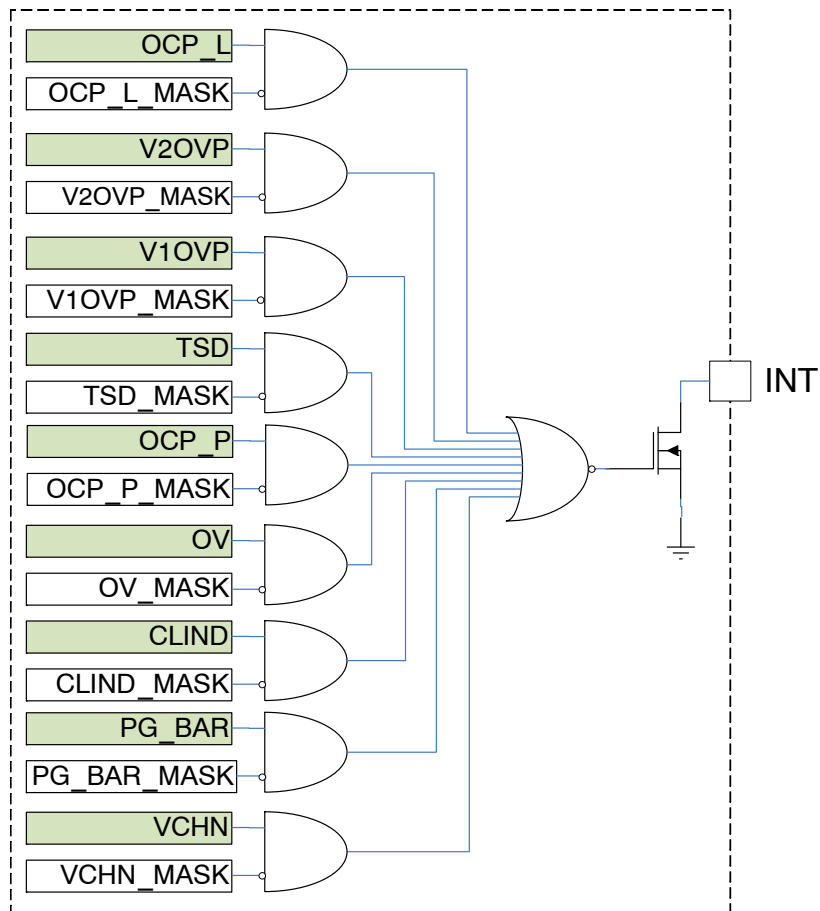 OCP_L
OCP_L_MASK
V2OVP
V2OVP_MASK
V1OVP
V1OVP_MASK
TSD
TSD_MASK
INT
OCP_P
OCP_P_MASK
OV
OV_MASK
CLIND
CLIND_MASK
PG_BAR
PG_BAR_MASK
VCHN
VCHN_MASK